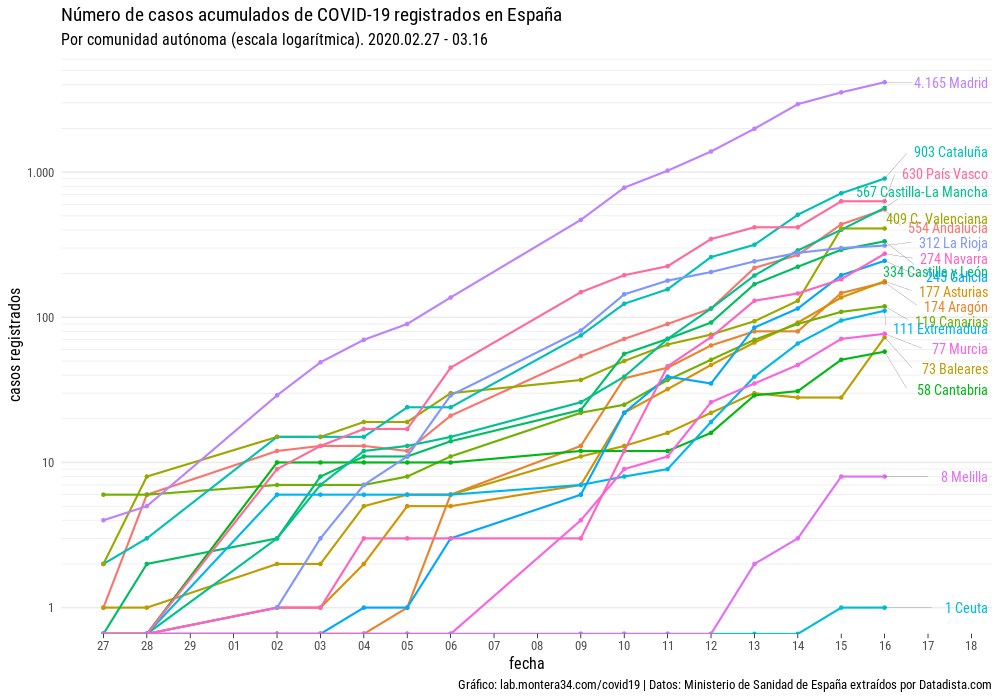 Número de casos acumulados de COVID-19 registrados en España
Por comunidad autónoma (escala logarítmica). 2020.02.27 - 03.16
4.165 Madrid
903 Cataluña
1.000
630 País Vasco
567 Castilla-La Mancha
409 C. Valenciana
554 Andalucía
312 La Rioja
274 Navarra
334 Castilla y León
245 Galicia
177 Asturias
174 Aragón
100
119 Canarias
111 Extremadura
77 Murcia
73 Baleares
58 Cantabria
casos registrados
10
8 Melilla
1
1 Ceuta
27 28 29 01 02 03 04 05 06 07 08 09 10 11 12 13 14 15 16 17 18
fecha
Gráfico: lab.montera34.com/covid19 | Datos: Ministerio de Sanidad de España extraídos por Datadista.com